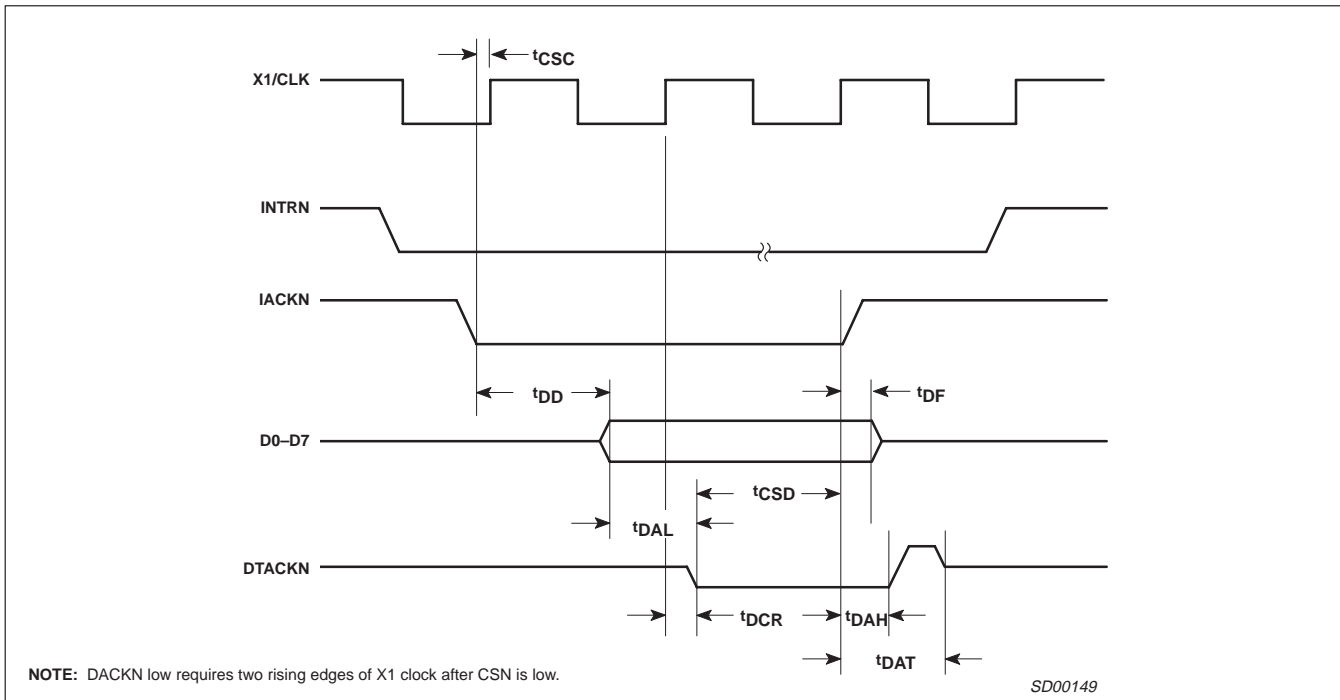 tCSC
X1/CLK
INTRN
IACKN
tDD
tDF
D0–D7
tCSD
tDAL
DTACKN
tDCR
tDAH
tDAT
NOTE: DACKN low requires two rising edges of X1 clock after CSN is low.
SD00149